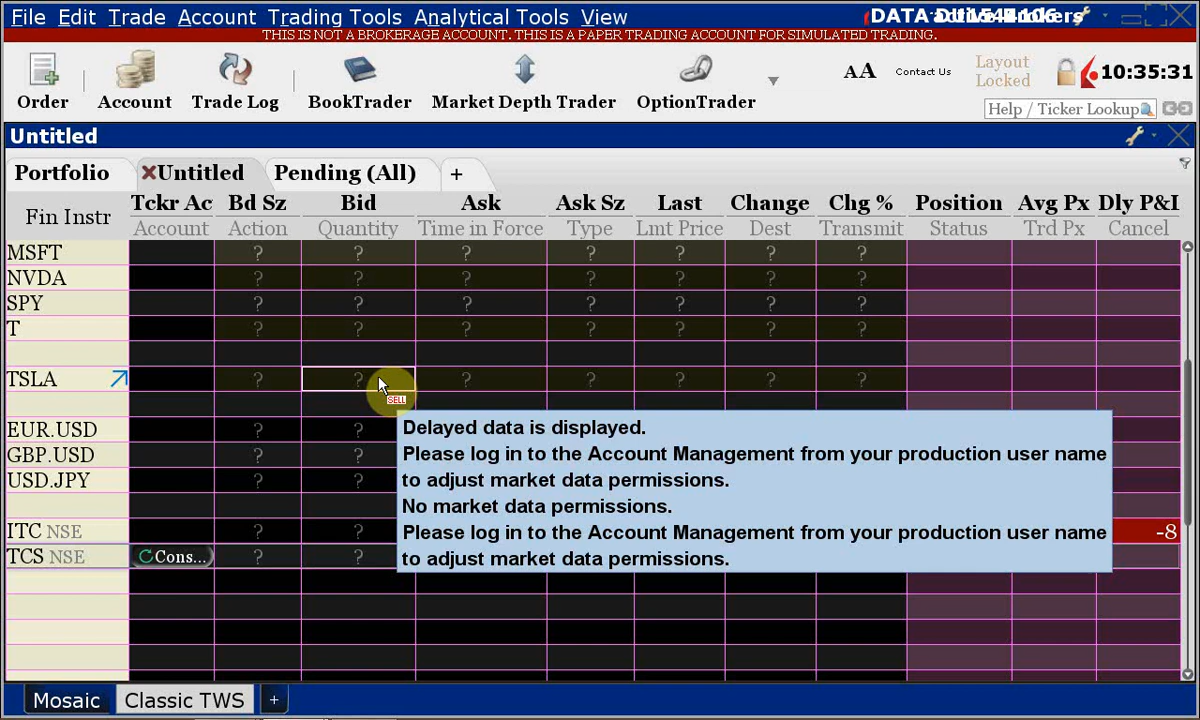 File Edit Trade Account Trading Tools Analytical Tools View
THIS IS NOT A BROKERAGE ACCOUNT. THIS IS A PAPER TRADING ACCOUNT FOR SIMULATED TRADING.
Order Account Trade Log BookTrader Market Depth Trader OptionTrader
AA Contact Us Layout Locked 10:35:31
Help / Ticker Lookup
Untitled
Portfolio Untitled Pending (All) +
Fin Instr Tckr Ac Bd Sz Bid Ask Ask Sz Last Change Chg % Position Avg Px Dly P&I
Account Action Quantity Time in Force Type Lmt Price Dest Transmit Status Trd Px Cancel
MSFT ? ? ? ? ? ? ?
NVDA ? ? ? ? ? ? ?
SPY ? ? ? ? ? ? ?
T ? ? ? ? ? ? ?
TSLA ? ? ? ? ? ? ?
SELL
EUR.USD ? ?
GBP.USD ? ?
USD.JPY ? ?
ITC NSE ? ? -8
TCS NSE Cons... ? ?
Delayed data is displayed.
Please log in to the Account Management from your production user name
to adjust market data permissions.
No market data permissions.
Please log in to the Account Management from your production user name
to adjust market data permissions.
Mosaic Classic TWS +